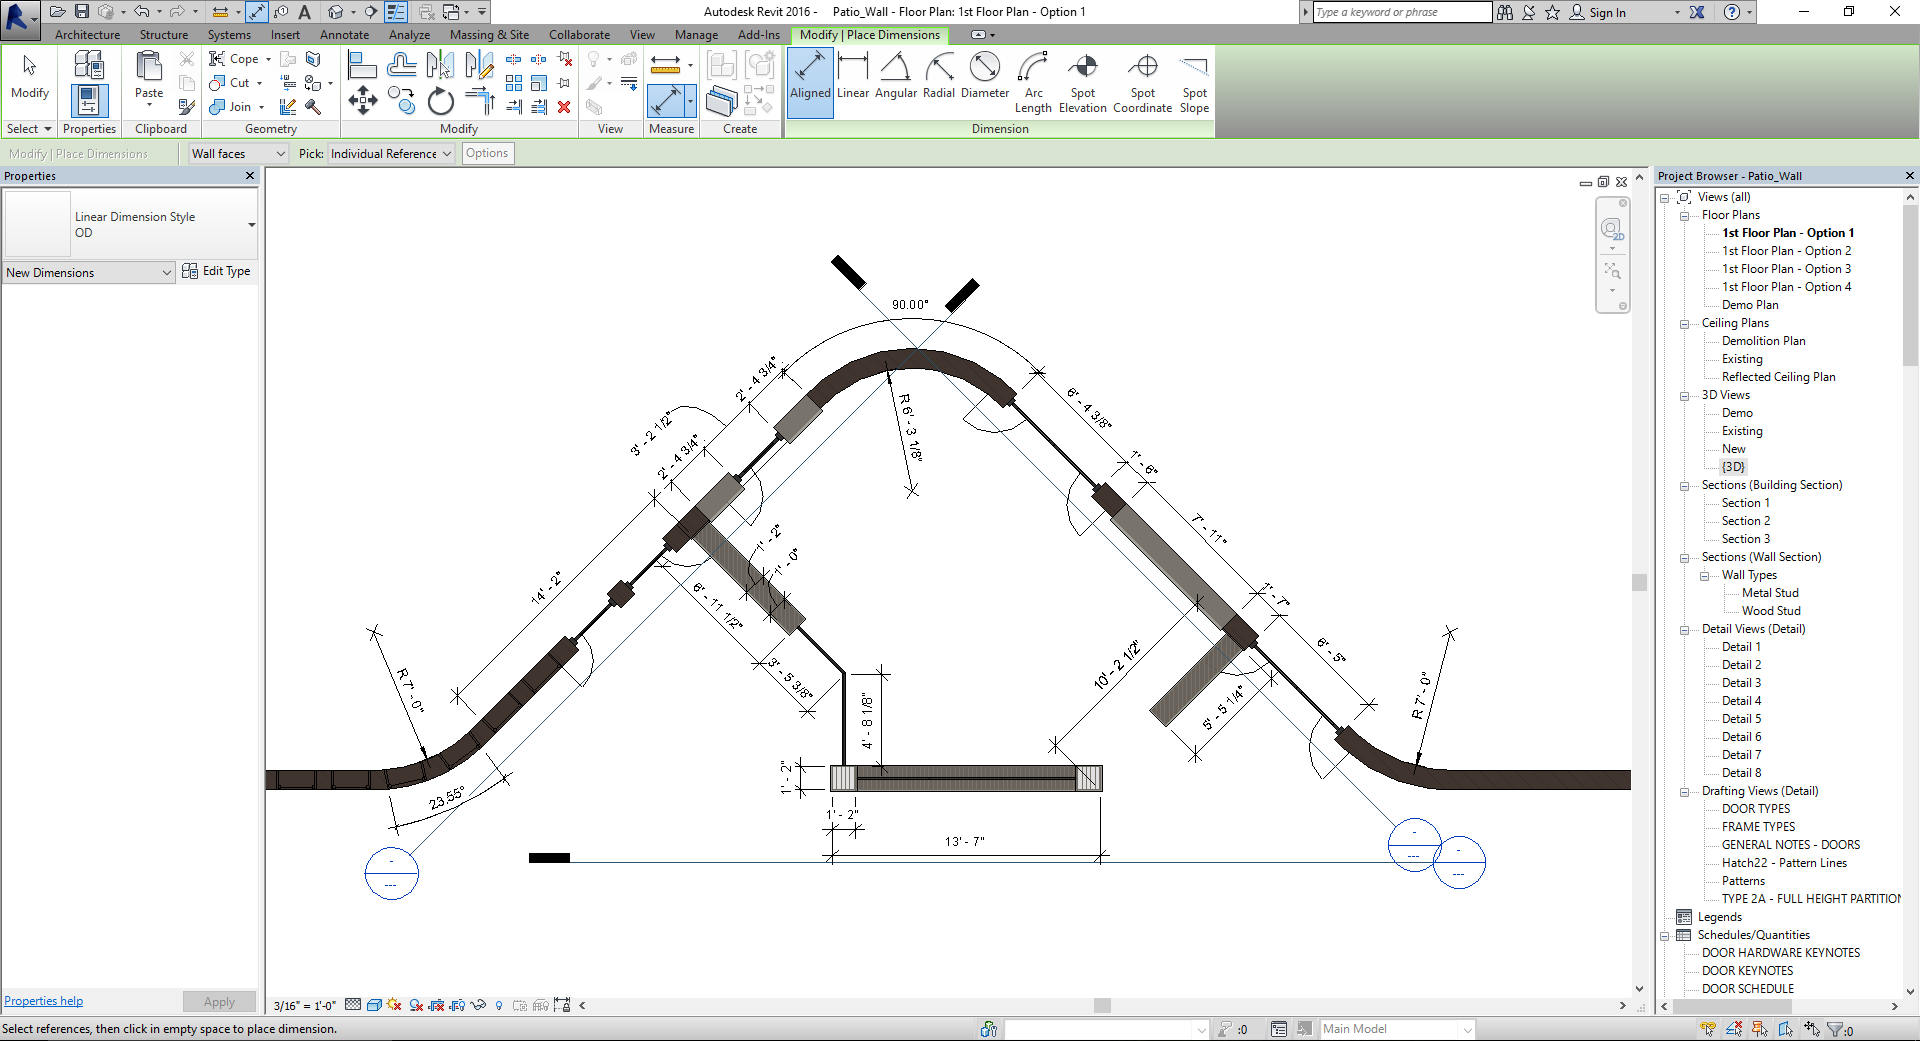 Autodesk Revit 2016 - Patio_Wall - Floor Plan: 1st Floor Plan - Option 1
Type a keyword or phrase
Sign In
Architecture Structure Systems Insert Annotate Analyze Massing & Site Collaborate View Manage Add-Ins Modify | Place Dimensions
Modify
Paste
Cope
Cut
Join
Aligned Linear Angular Radial Diameter Arc Length Spot Elevation Spot Coordinate Spot Slope
Select Properties Clipboard Geometry Modify View Measure Create Dimension
Modify | Place Dimensions
Wall faces
Pick: Individual Reference
Options
Properties
Linear Dimension Style
OD
New Dimensions
Edit Type
Properties help
Apply
2D
90.00°
2' - 4 3/4"
3' - 2 1/2"
2' - 4 3/4"
R 6' - 3 1/8"
6' - 4 3/8"
1' - 6"
7' - 11"
1' - 7"
6' - 5"
14' - 2"
1' - 2"
1' - 0"
6' - 11 1/2"
3' - 5 3/8"
R 7' - 0"
23.55°
4' - 8 1/8"
1' - 2"
1' - 2"
13' - 7"
10' - 2 1/2"
5' - 5 1/4"
R 7' - 0"
3/16" = 1'-0"
Project Browser - Patio_Wall
Views (all)
Floor Plans
1st Floor Plan - Option 1
1st Floor Plan - Option 2
1st Floor Plan - Option 3
1st Floor Plan - Option 4
Demo Plan
Ceiling Plans
Demolition Plan
Existing
Reflected Ceiling Plan
3D Views
Demo
Existing
New
{3D}
Sections (Building Section)
Section 1
Section 2
Section 3
Sections (Wall Section)
Wall Types
Metal Stud
Wood Stud
Detail Views (Detail)
Detail 1
Detail 2
Detail 3
Detail 4
Detail 5
Detail 6
Detail 7
Detail 8
Drafting Views (Detail)
DOOR TYPES
FRAME TYPES
GENERAL NOTES - DOORS
Hatch22 - Pattern Lines
Patterns
TYPE 2A - FULL HEIGHT PARTITION
Legends
Schedules/Quantities
DOOR HARDWARE KEYNOTES
DOOR KEYNOTES
DOOR SCHEDULE
Select references, then click in empty space to place dimension.
:0
Main Model
:0